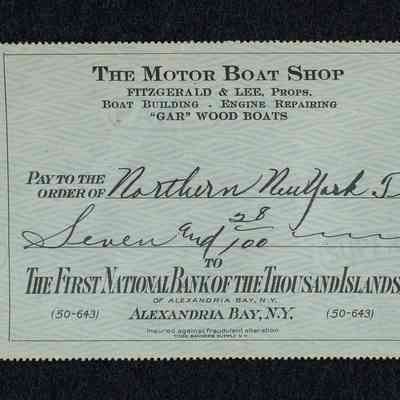 THE MOTOR BOAT SHOP
FITZGERALD & LEE, PROPS.
BOAT BUILDING - ENGINE REPAIRING
"GAR" WOOD BOATS
PAY TO THE
ORDER OF Northern New York T
Seven and 28/100
TO
THE FIRST NATIONAL BANK OF THE THOUSAND ISLANDS
OF ALEXANDRIA BAY, N.Y.
(50-643) ALEXANDRIA BAY, N.Y. (50-643)
Insured against fraudulent alteration